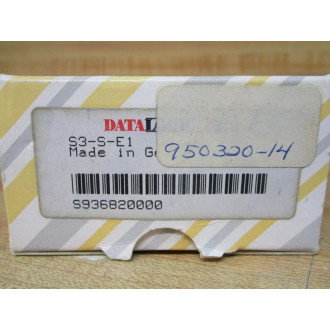 DATAL
S3-S-E1
Made in G
950320-14
S936820000